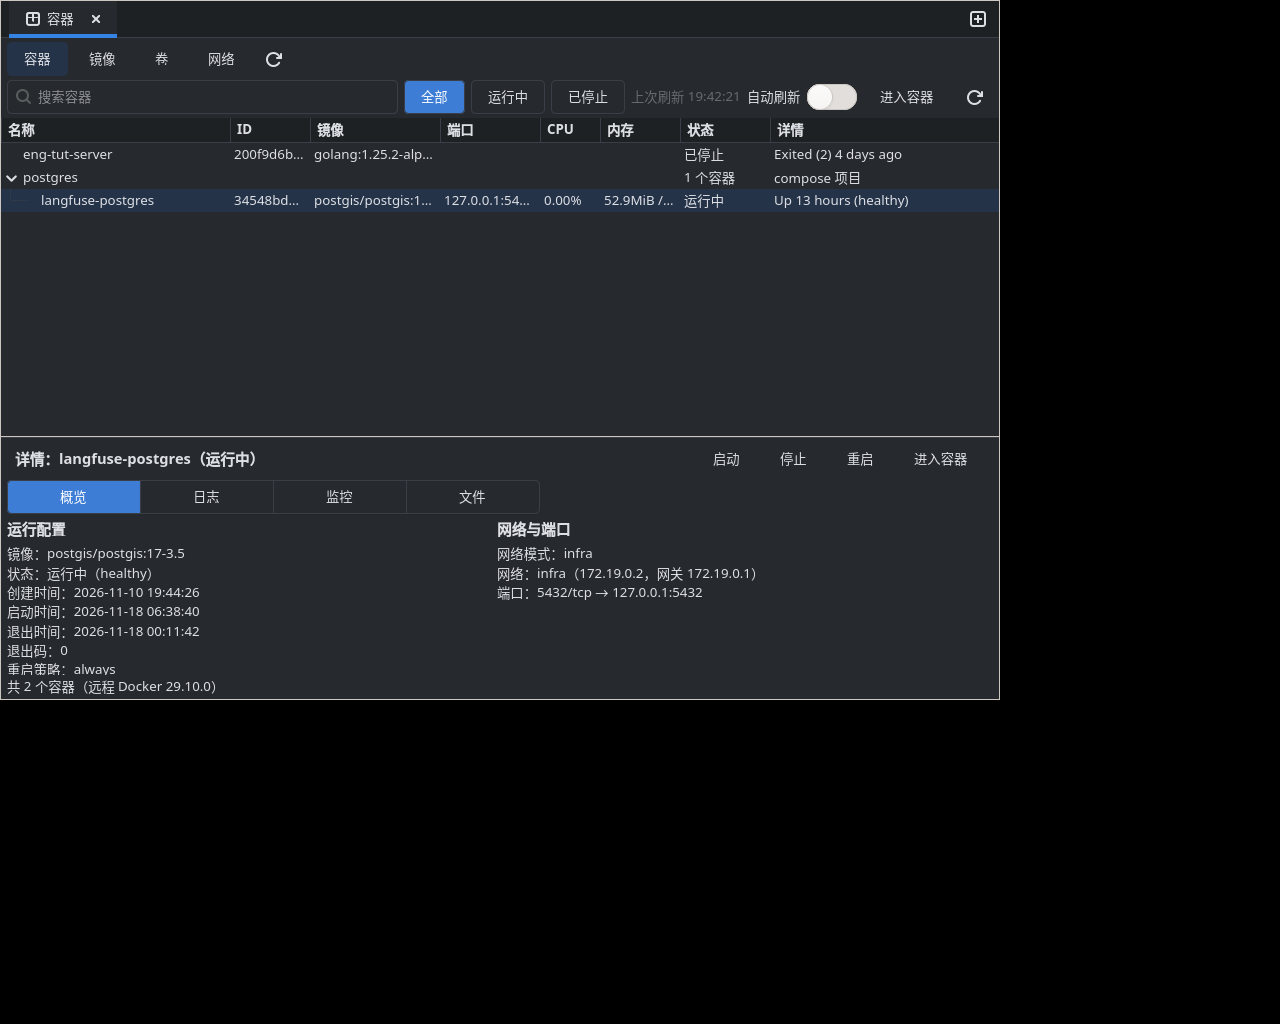 容器
容器 镜像 卷 网络
搜索容器 全部 运行中 已停止 上次刷新 19:42:21 自动刷新 进入容器
名称 ID 镜像 端口 CPU 内存 状态 详情
eng-tut-server 200f9d6b... golang:1.25.2-alp... 已停止 Exited (2) 4 days ago
postgres 1 个容器 compose 项目
langfuse-postgres 34548bd... postgis/postgis:1... 127.0.0.1:54... 0.00% 52.9MiB /... 运行中 Up 13 hours (healthy)
详情：langfuse-postgres（运行中） 启动 停止 重启 进入容器
概览 日志 监控 文件
运行配置
镜像：postgis/postgis:17-3.5
状态：运行中（healthy）
创建时间：2026-11-10 19:44:26
启动时间：2026-11-18 06:38:40
退出时间：2026-11-18 00:11:42
退出码：0
重启策略：always
网络与端口
网络模式：infra
网络：infra（172.19.0.2，网关 172.19.0.1）
端口：5432/tcp → 127.0.0.1:5432
共 2 个容器（远程 Docker 29.10.0）